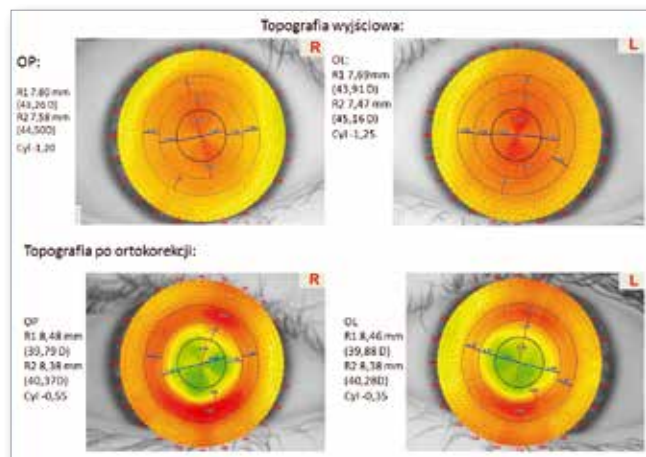 Topografia wyjściowa:
OP:
R1 7,80 mm
(43,26 D)
R2 7,58 mm
(44,50D)
Cyl -1,20
R
OL:
R1 7,69mm
(43,91 D)
R2 7,47 mm
(45,16 D)
Cyl -1,25
L
Topografia po ortokorekcji:
OP
R1 8,48 mm
(39,79 D)
R2 8,38 mm
(40,37D)
Cyl -0,55
R
OL
R1 8,46 mm
(39,88 D)
R2 8,38 mm
(40,28D)
Cyl -0,35
L